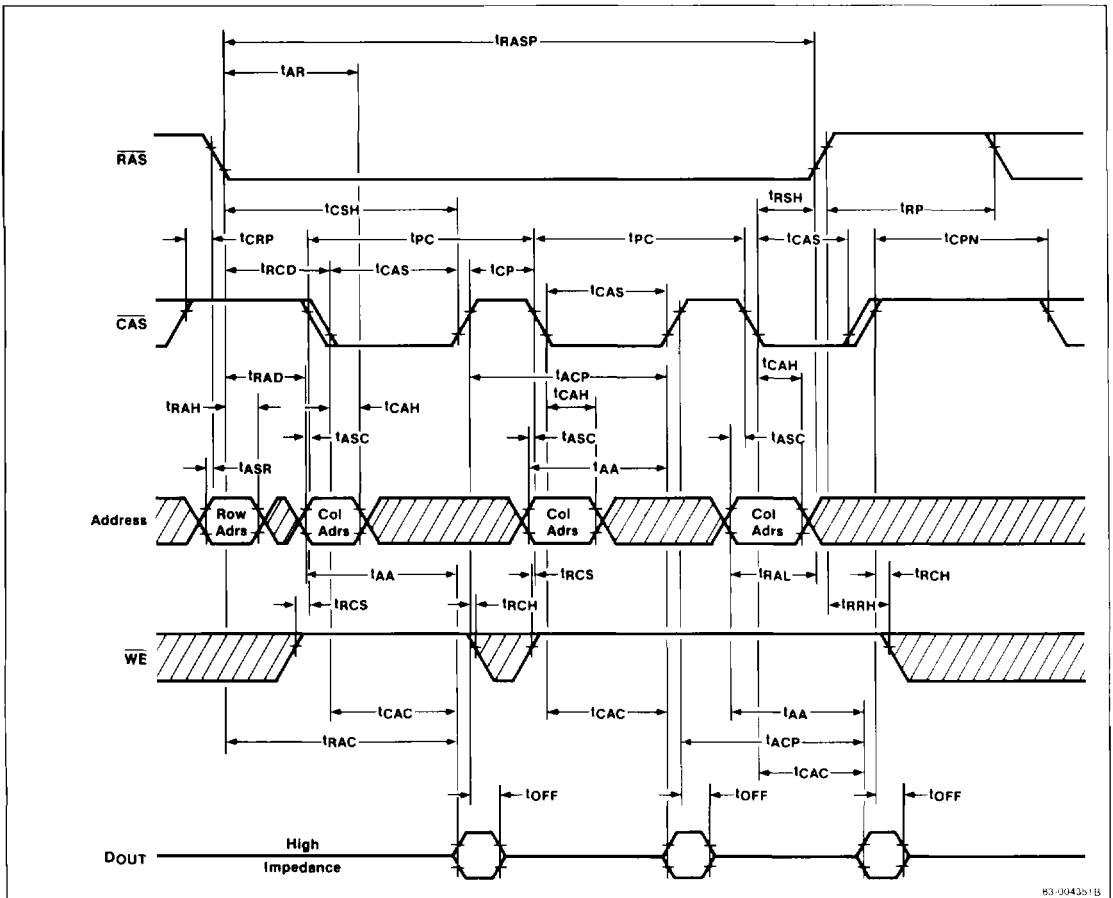 tRASP
tAR
RAS
tCSH
tRSH
tRP
tCRP
tPC
tPC
tCAS
tCPN
tRCD
tCAS
tCP
tCAS
CAS
tRAD
tACP
tCAH
tRAH
tCAH
tCAH
tASC
tASC
tASC
tASR
tAA
Address
Row
Adrs
Col
Adrs
Col
Adrs
Col
Adrs
tAA
tRCS
tRAL
tRCH
tRCS
tRCH
tRRH
WE
tCAC
tCAC
tAA
tRAC
tACP
tCAC
tOFF
tOFF
tOFF
DOUT
High
Impedance
83-004351B